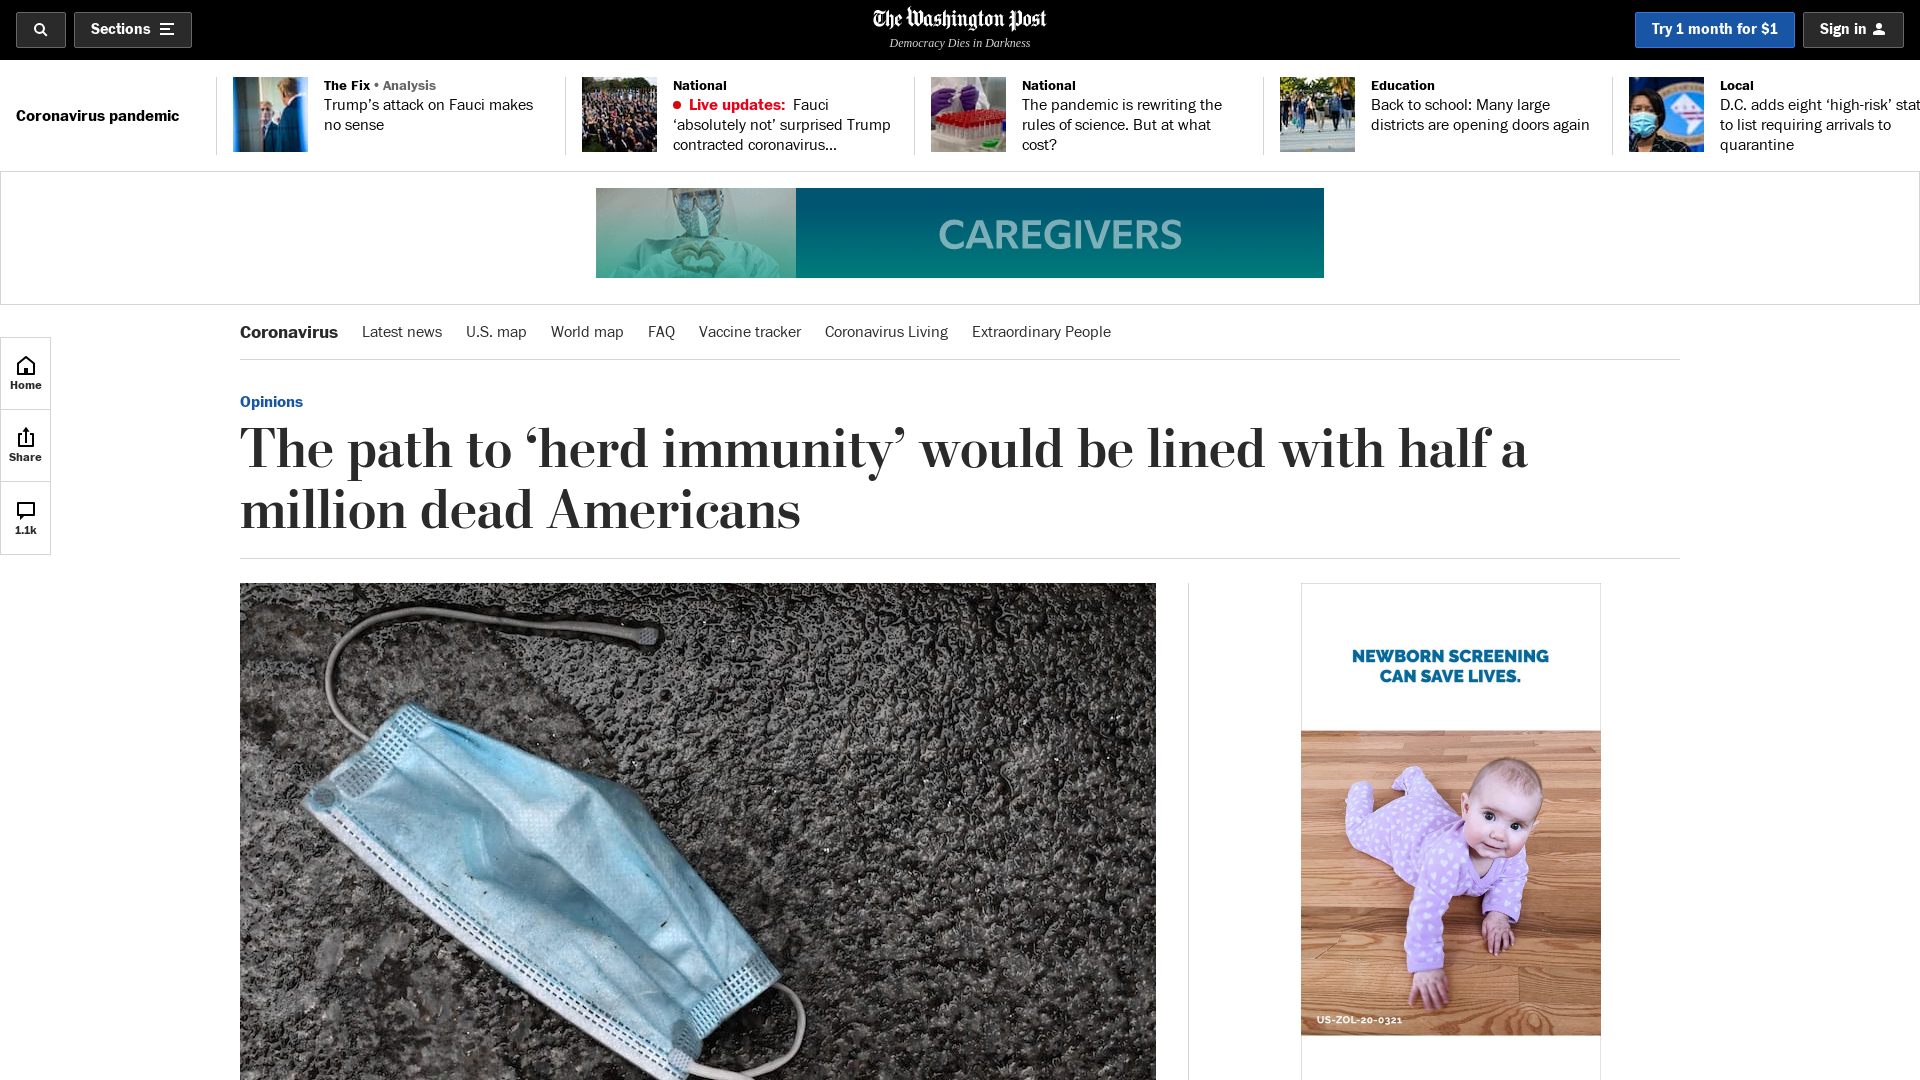 Sections
The Washington Post
Democracy Dies in Darkness
Try 1 month for $1
Sign in
Coronavirus pandemic
The Fix • Analysis
Trump’s attack on Fauci makes
no sense
National
Live updates: Fauci
‘absolutely not’ surprised Trump
contracted coronavirus...
National
The pandemic is rewriting the
rules of science. But at what
cost?
Education
Back to school: Many large
districts are opening doors again
Local
D.C. adds eight ‘high-risk’ stat
to list requiring arrivals to
quarantine
CAREGIVERS
Coronavirus Latest news U.S. map World map FAQ Vaccine tracker Coronavirus Living Extraordinary People
Home
Share
1.1k
Opinions
The path to ‘herd immunity’ would be lined with half a
million dead Americans
NEWBORN SCREENING
CAN SAVE LIVES.
US-ZOL-20-0321